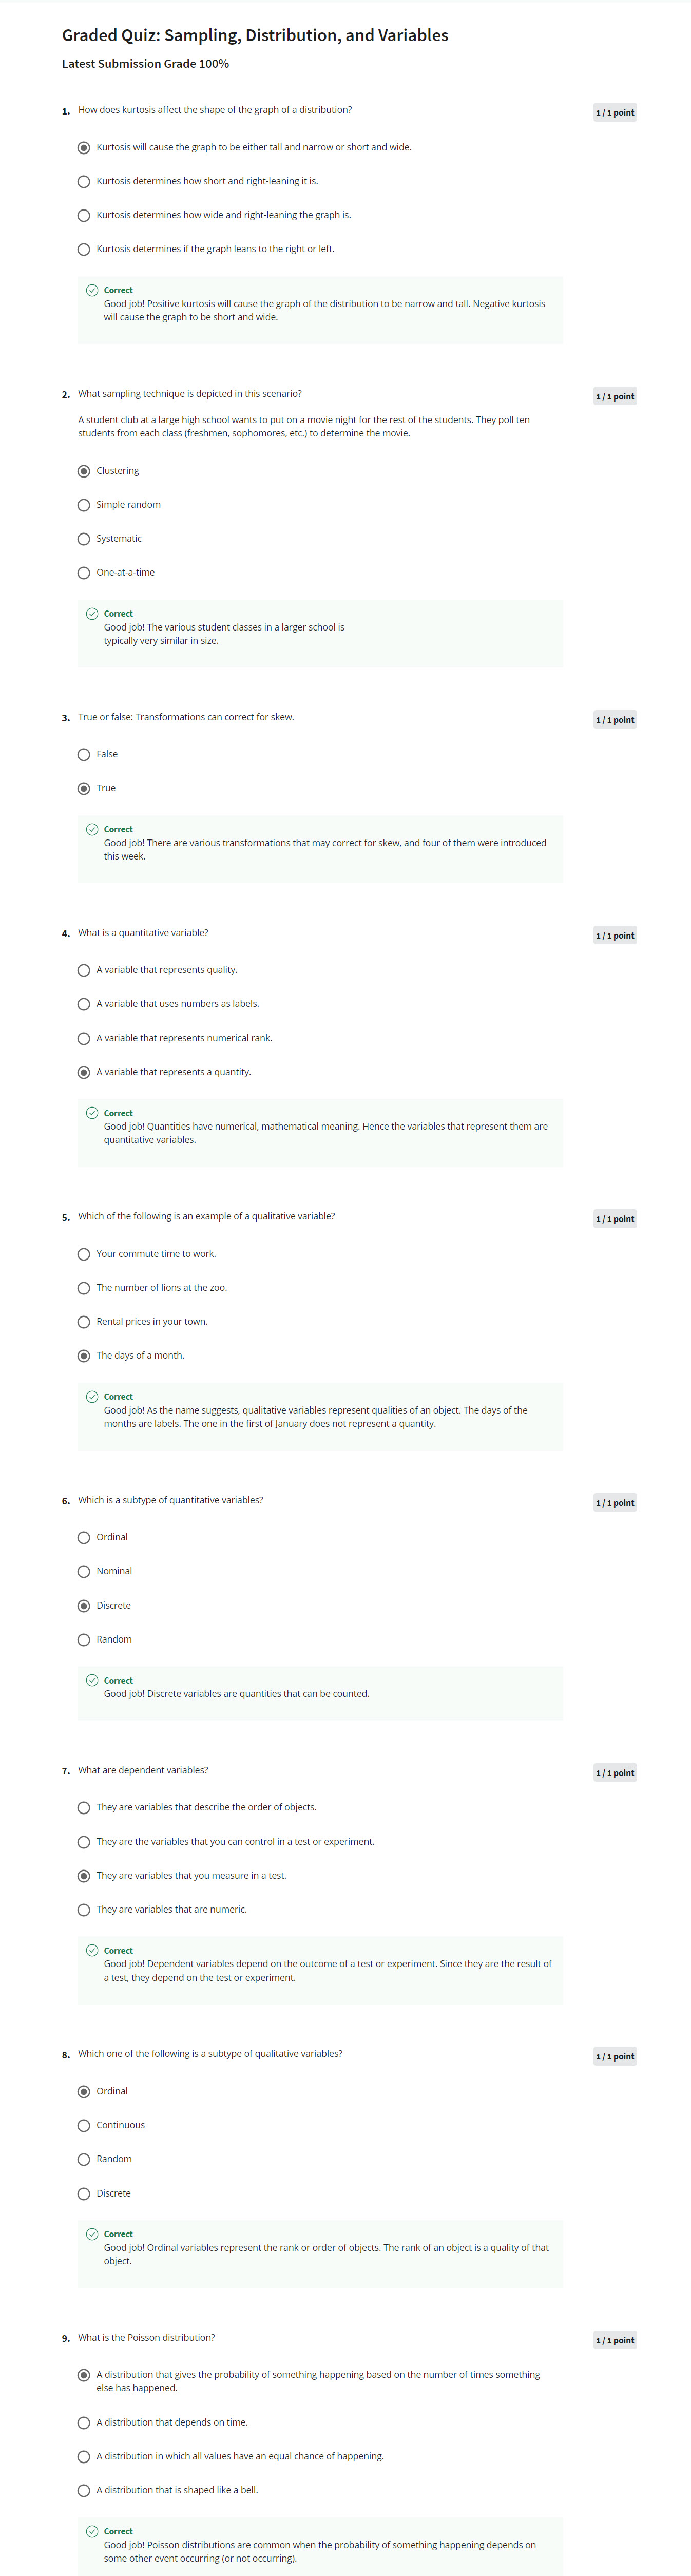 Graded Quiz: Sampling, Distribution, and Variables
Latest Submission Grade 100%
1. How does kurtosis affect the shape of the graph of a distribution?
1 / 1 point
Kurtosis will cause the graph to be either tall and narrow or short and wide.
Kurtosis determines how short and right-leaning it is.
Kurtosis determines how wide and right-leaning the graph is.
Kurtosis determines if the graph leans to the right or left.
Correct
Good job! Positive kurtosis will cause the graph of the distribution to be narrow and tall. Negative kurtosis
will cause the graph to be short and wide.
2. What sampling technique is depicted in this scenario?
1 / 1 point
A student club at a large high school wants to put on a movie night for the rest of the students. They poll ten
students from each class (freshmen, sophomores, etc.) to determine the movie.
Clustering
Simple random
Systematic
One-at-a-time
Correct
Good job! The various student classes in a larger school is
typically very similar in size.
3. True or false: Transformations can correct for skew.
1 / 1 point
False
True
Correct
Good job! There are various transformations that may correct for skew, and four of them were introduced
this week.
4. What is a quantitative variable?
1 / 1 point
A variable that represents quality.
A variable that uses numbers as labels.
A variable that represents numerical rank.
A variable that represents a quantity.
Correct
Good job! Quantities have numerical, mathematical meaning. Hence the variables that represent them are
quantitative variables.
5. Which of the following is an example of a qualitative variable?
1 / 1 point
Your commute time to work.
The number of lions at the zoo.
Rental prices in your town.
The days of a month.
Correct
Good job! As the name suggests, qualitative variables represent qualities of an object. The days of the
months are labels. The one in the first of January does not represent a quantity.
6. Which is a subtype of quantitative variables?
1 / 1 point
Ordinal
Nominal
Discrete
Random
Correct
Good job! Discrete variables are quantities that can be counted.
7. What are dependent variables?
1 / 1 point
They are variables that describe the order of objects.
They are the variables that you can control in a test or experiment.
They are variables that you measure in a test.
They are variables that are numeric.
Correct
Good job! Dependent variables depend on the outcome of a test or experiment. Since they are the result of
a test, they depend on the test or experiment.
8. Which one of the following is a subtype of qualitative variables?
1 / 1 point
Ordinal
Continuous
Random
Discrete
Correct
Good job! Ordinal variables represent the rank or order of objects. The rank of an object is a quality of that
object.
9. What is the Poisson distribution?
1 / 1 point
A distribution that gives the probability of something happening based on the number of times something
else has happened.
A distribution that depends on time.
A distribution in which all values have an equal chance of happening.
A distribution that is shaped like a bell.
Correct
Good job! Poisson distributions are common when the probability of something happening depends on
some other event occurring (or not occurring).